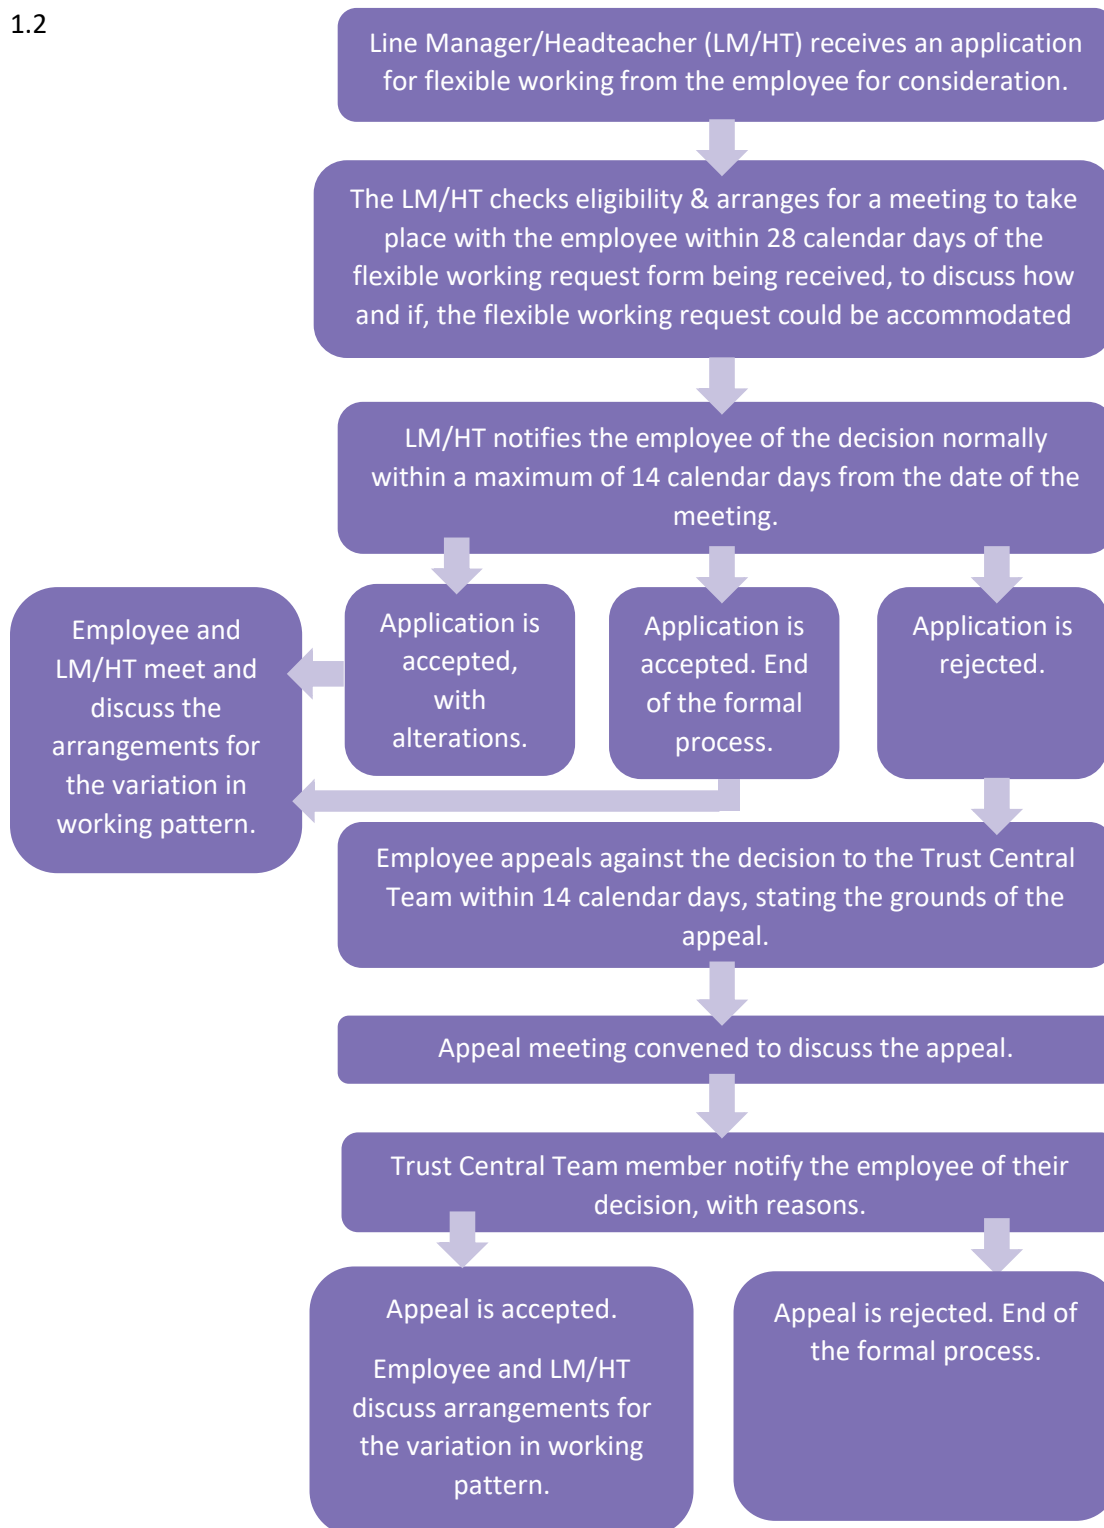 1.2
Line Manager/Headteacher (LM/HT) receives an application
for flexible working from the employee for consideration.
The LM/HT checks eligibility & arranges for a meeting to take
place with the employee within 28 calendar days of the
flexible working request form being received, to discuss how
and if, the flexible working request could be accommodated
LM/HT notifies the employee of the decision normally
within a maximum of 14 calendar days from the date of the
meeting.
Employee and
LM/HT meet and
discuss the
arrangements for
the variation in
working pattern.
Application is
accepted,
with
alterations.
Application is
accepted. End
of the formal
process.
Application is
rejected.
Employee appeals against the decision to the Trust Central
Team within 14 calendar days, stating the grounds of the
appeal.
Appeal meeting convened to discuss the appeal.
Trust Central Team member notify the employee of their
decision, with reasons.
Appeal is accepted.
Employee and LM/HT
discuss arrangements for
the variation in working
pattern.
Appeal is rejected. End of
the formal process.